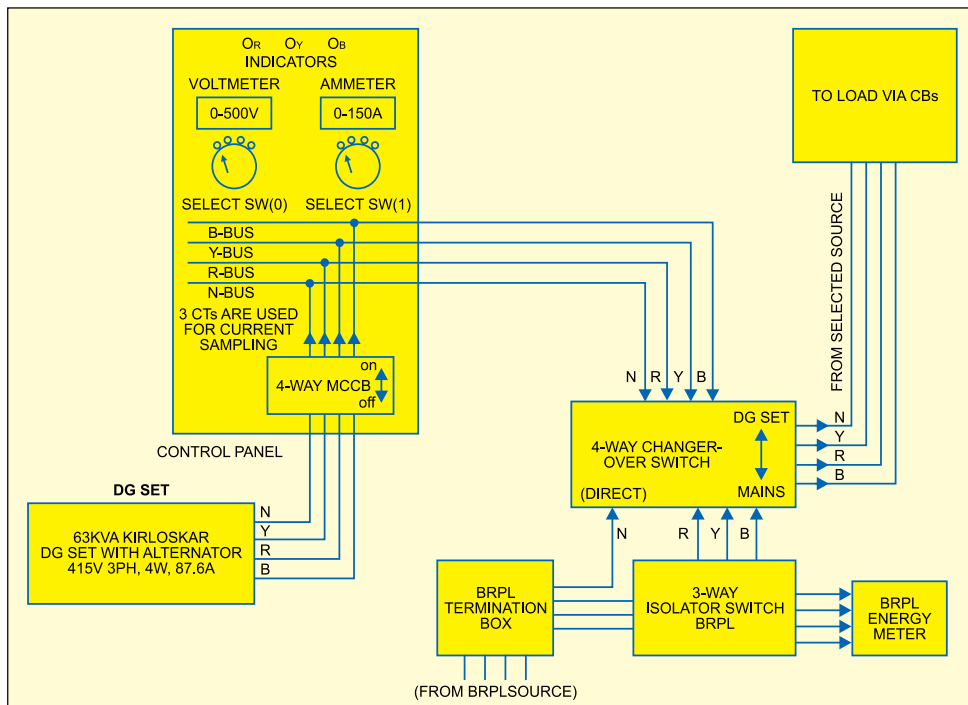 OR OY OB
INDICATORS
VOLTMETER
AMMETER
0-500V
0-150A
SELECT SW(0)
SELECT SW(1)
B-BUS
Y-BUS
R-BUS
N-BUS
3 CTs ARE USED
FOR CURRENT
SAMPLING
on
4-WAY MCCB
off
CONTROL PANEL
DG SET
63KVA KIRLOSKAR
DG SET WITH ALTERNATOR
415V 3PH, 4W, 87.6A
N
Y
R
B
TO LOAD VIA CBs
FROM SELECTED SOURCE
N R Y B
DG SET
4-WAY CHANGER-
OVER SWITCH
(DIRECT)
MAINS
N
Y
R
B
N
R Y B
BRPL
TERMINATION
BOX
3-WAY
ISOLATOR SWITCH
BRPL
BRPL
ENERGY
METER
(FROM BRPLSOURCE)